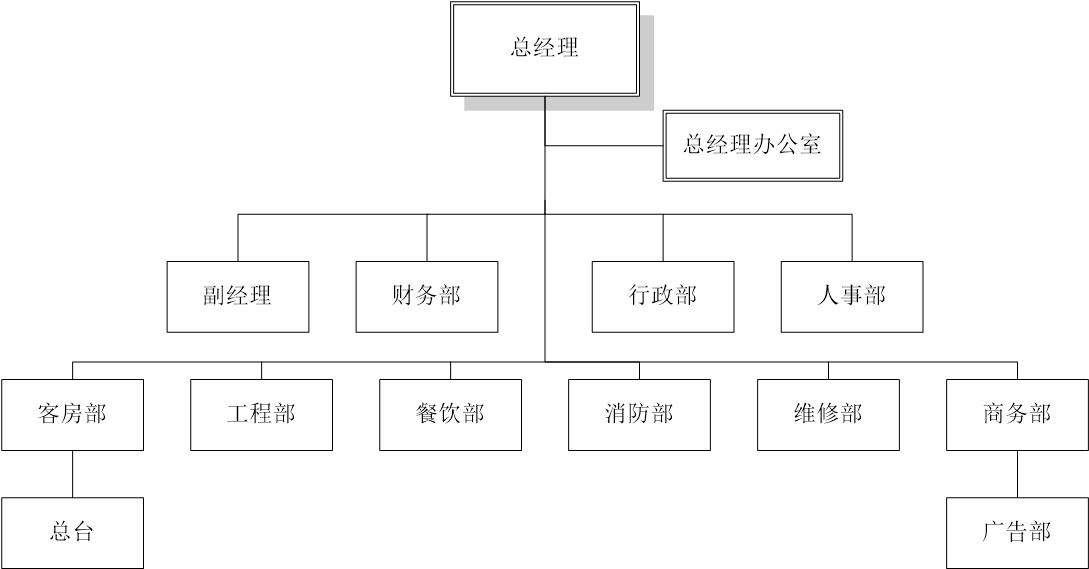 总经理
总经理办公室
副经理
财务部
行政部
人事部
客房部
工程部
餐饮部
消防部
维修部
商务部
总台
广告部